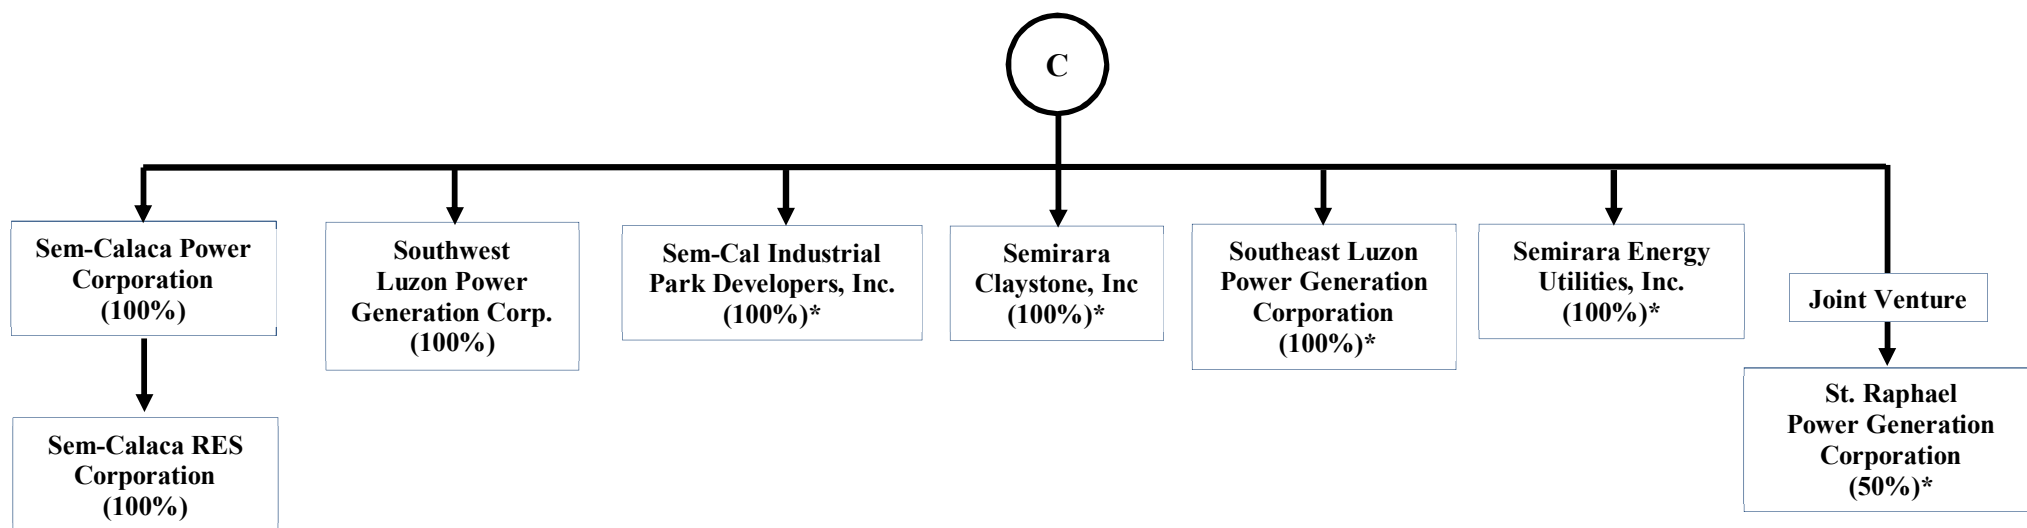 C
Sem-Calaca Power
Corporation
(100%)
Southwest
Luzon Power
Generation Corp.
(100%)
Sem-Cal Industrial
Park Developers, Inc.
(100%)*
Semirara
Claystone, Inc
(100%)*
Southeast Luzon
Power Generation
Corporation
(100%)*
Semirara Energy
Utilities, Inc.
(100%)*
Joint Venture
Sem-Calaca RES
Corporation
(100%)
St. Raphael
Power Generation
Corporation
(50%)*